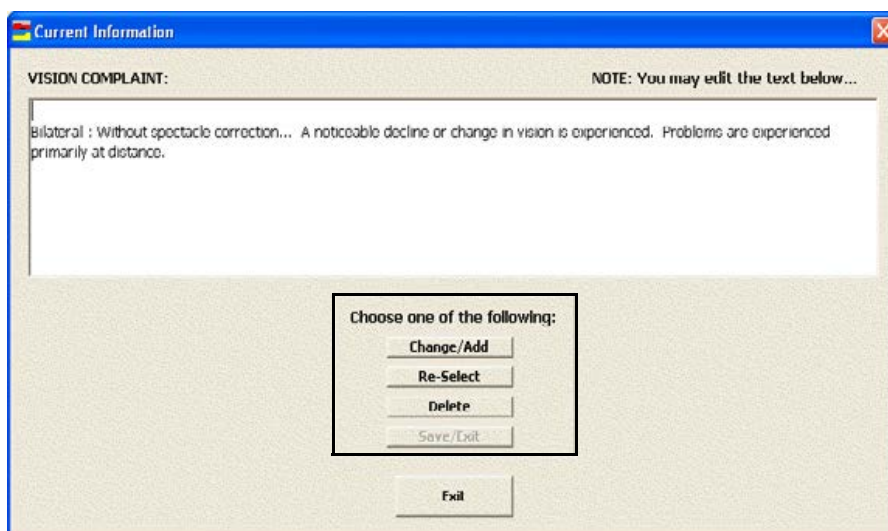 Current Information
VISION COMPLAINT: NOTE: You may edit the text below...
Bilateral : Without spectacle correction... A noticeable decline or change in vision is experienced. Problems are experienced
primarily at distance.
Choose one of the following:
Change/Add
Re-Select
Delete
Save/Exit
Exit